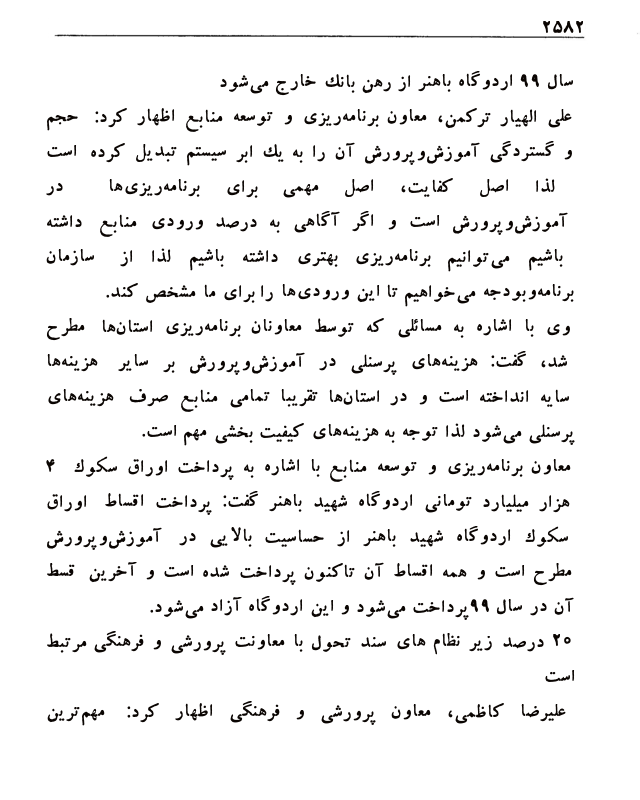 ۲۵۸۲
سال ۹۹ اردوگاه باهنر از رهن بانك خارج می‌شود
علی الهیار ترکمن، معاون برنامه‌ریزی و توسعه منابع اظهار کرد: حجم
و گستردگی آموزش‌وپرورش آن را به يك ابر سیستم تبدیل کرده است
لذا اصل کفایت، اصل مهمی برای برنامه‌ریزی‌ها در
آموزش‌وپرورش است و اگر آگاهی به درصد ورودی منابع داشته
باشیم می‌توانیم برنامه‌ریزی بهتری داشته باشیم لذا از سازمان
برنامه‌وبودجه می‌خواهیم تا این ورودی‌ها را برای ما مشخص کند.
وی با اشاره به مسائلی که توسط معاونان برنامه‌ریزی استان‌ها مطرح
شد، گفت: هزینه‌های پرسنلی در آموزش‌وپرورش بر سایر هزینه‌ها
سایه انداخته است و در استان‌ها تقریبا تمامی منابع صرف هزینه‌های
پرسنلی می‌شود لذا توجه به هزینه‌های کیفیت بخشی مهم است.
معاون برنامه‌ریزی و توسعه منابع با اشاره به پرداخت اوراق سکوك ۴
هزار میلیارد تومانی اردوگاه شهید باهنر گفت: پرداخت اقساط اوراق
سکوك اردوگاه شهید باهنر از حساسیت بالایی در آموزش‌وپرورش
مطرح است و همه اقساط آن تاکنون پرداخت شده است و آخرین قسط
آن در سال ۹۹پرداخت می‌شود و این اردوگاه آزاد می‌شود.
۲۵ درصد زیر نظام های سند تحول با معاونت پرورشی و فرهنگی مرتبط
است
علیرضا کاظمی، معاون پرورشی و فرهنگی اظهار کرد: مهم‌ترین